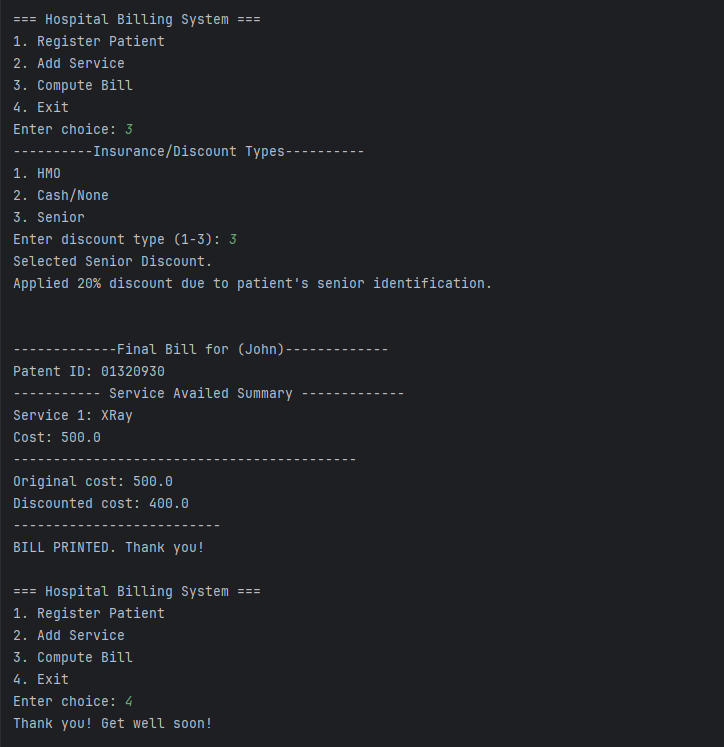 === Hospital Billing System ===
1. Register Patient
2. Add Service
3. Compute Bill
4. Exit
Enter choice: 3
----------Insurance/Discount Types----------
1. HMO
2. Cash/None
3. Senior
Enter discount type (1-3): 3
Selected Senior Discount.
Applied 20% discount due to patient's senior identification.
-------------Final Bill for (John)-------------
Patent ID: 01320930
----------- Service Availed Summary -------------
Service 1: XRay
Cost: 500.0
-------------------------------------------
Original cost: 500.0
Discounted cost: 400.0
--------------------------
BILL PRINTED. Thank you!
=== Hospital Billing System ===
1. Register Patient
2. Add Service
3. Compute Bill
4. Exit
Enter choice: 4
Thank you! Get well soon!